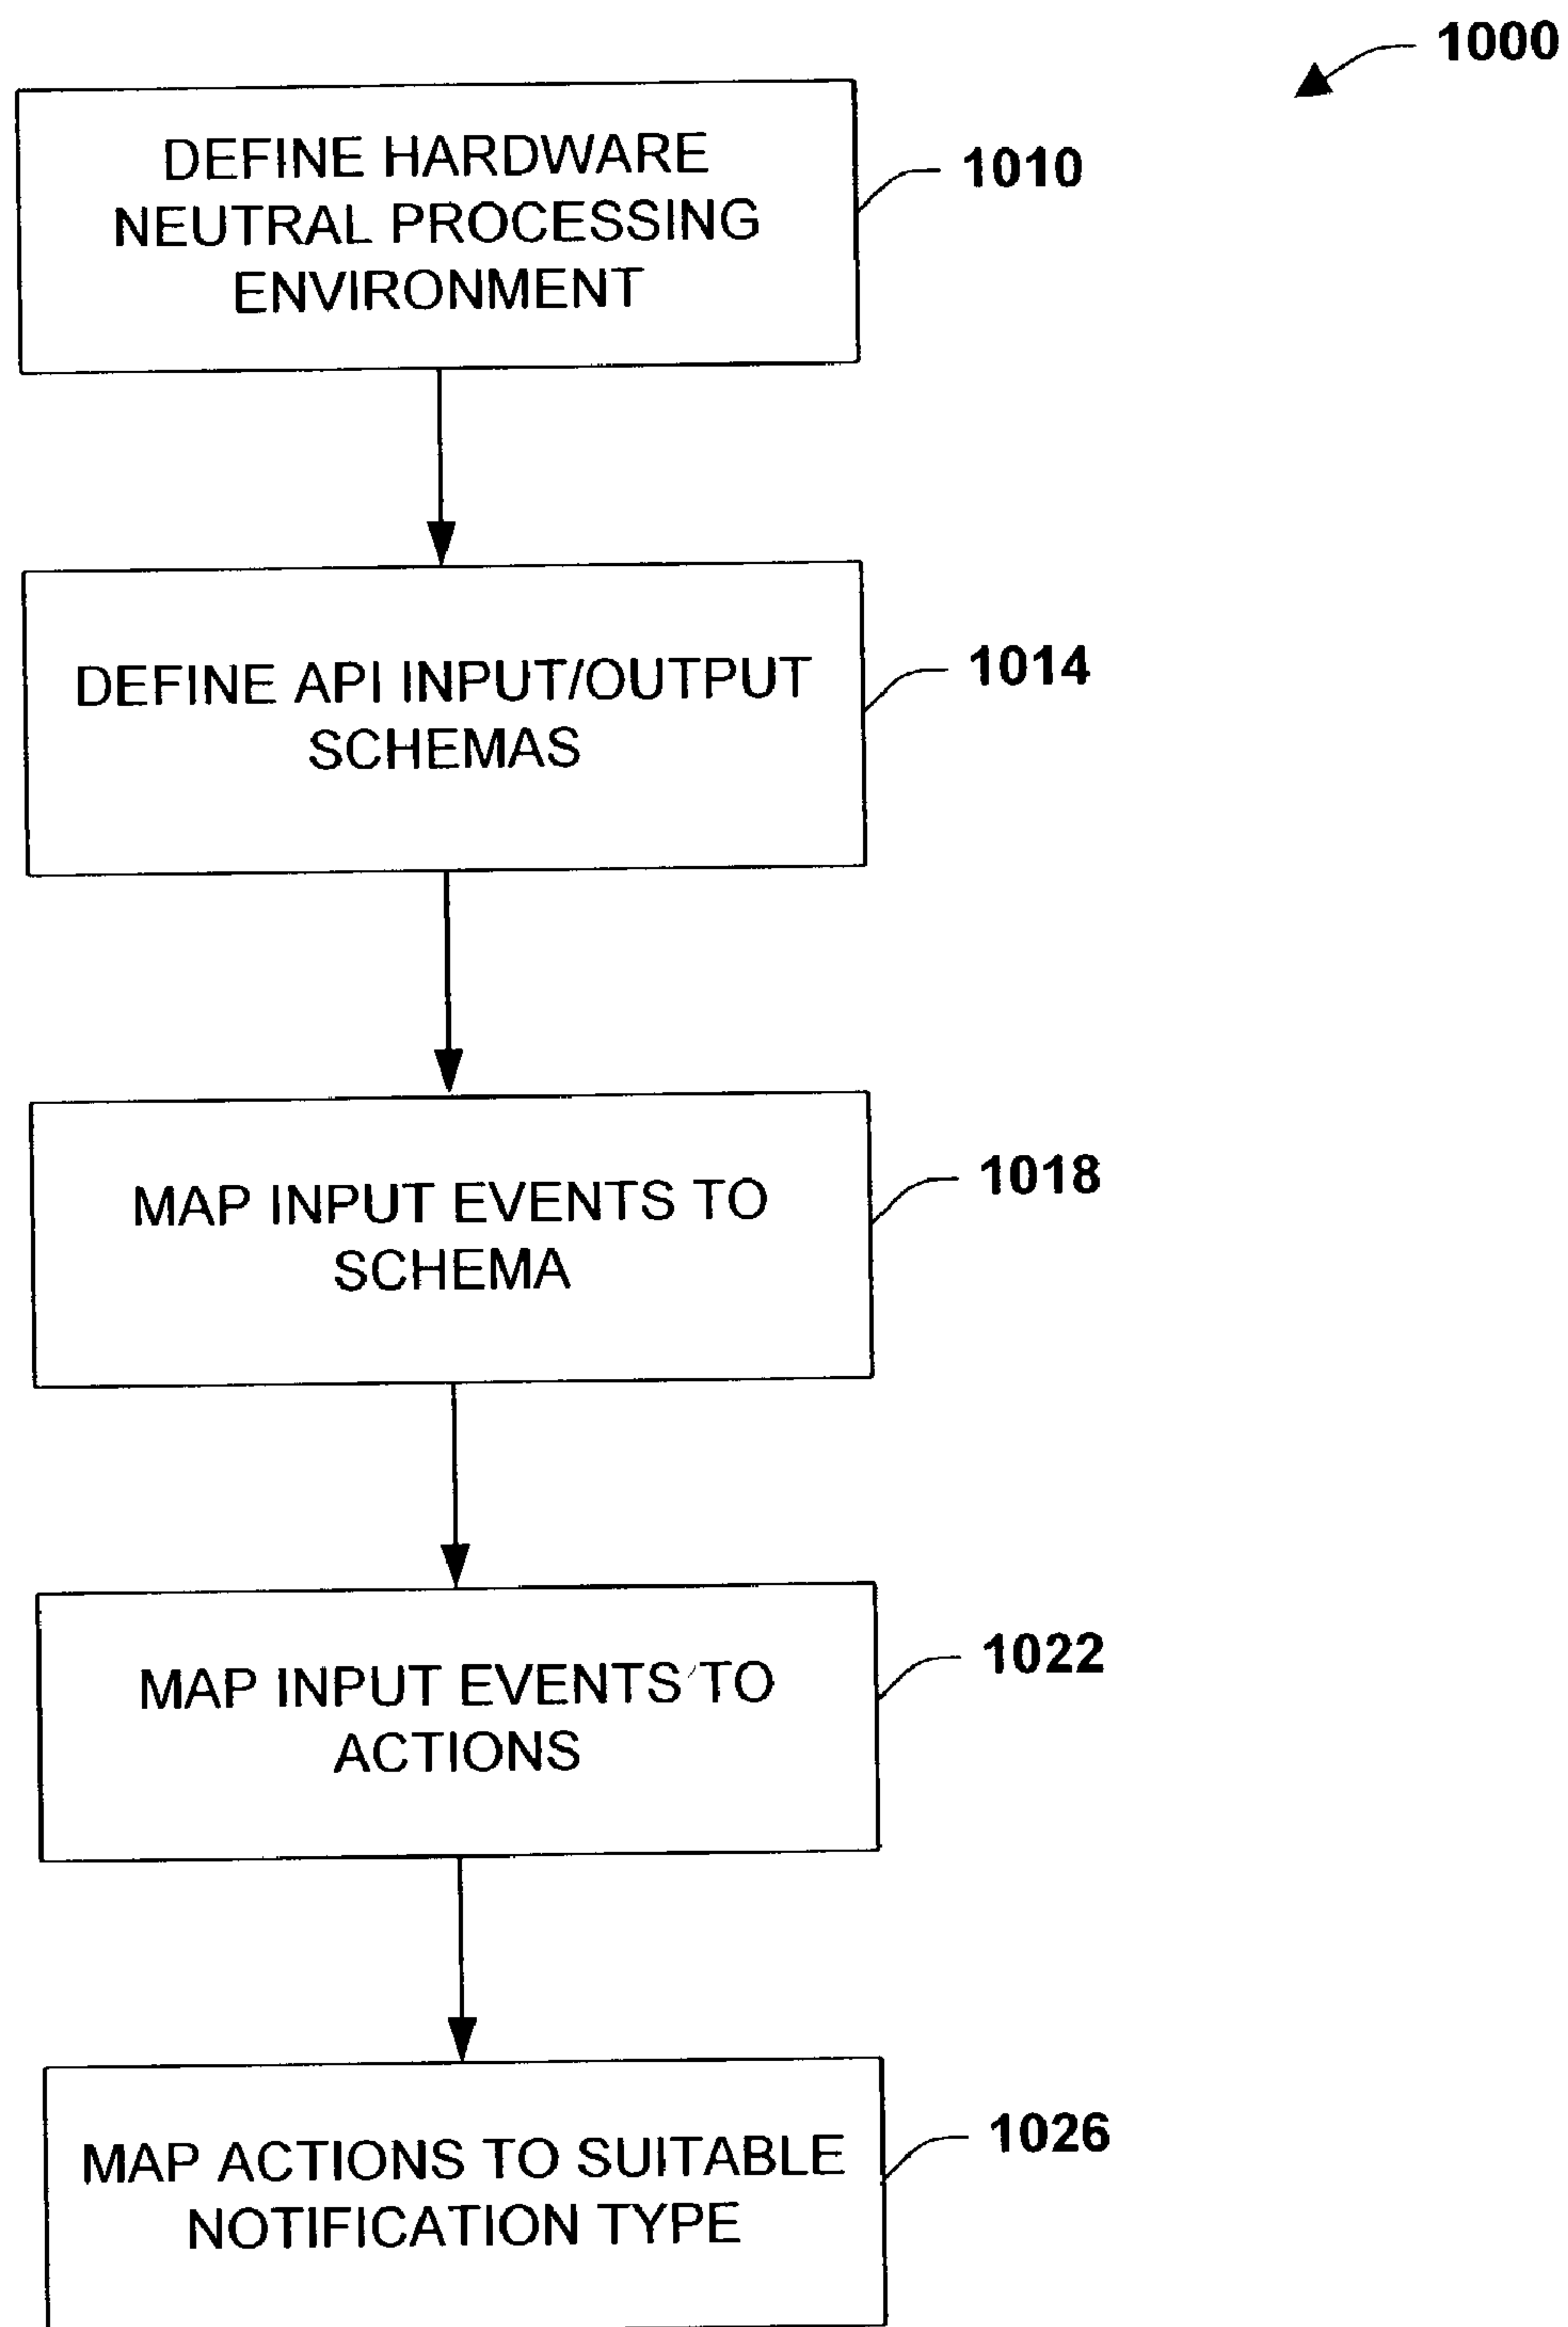 1000
DEFINE HARDWARE
NEUTRAL PROCESSING
ENVIRONMENT
1010
DEFINE API INPUT/OUTPUT
SCHEMAS
1014
MAP INPUT EVENTS TO
SCHEMA
1018
MAP INPUT EVENTS TO
ACTIONS
1022
MAP ACTIONS TO SUITABLE
NOTIFICATION TYPE
1026